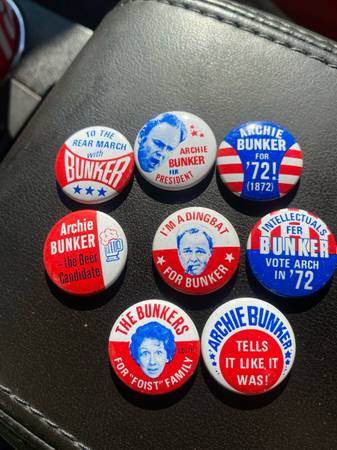 TO THE
REAR MARCH
with
BUNKER
ARCHIE
BUNKER
FER
PRESIDENT
ARCHIE
BUNKER
FOR
'72!
(1872)
Archie
BUNKER
- the Beer
Candidate
I'M A DINGBAT
FOR BUNKER
INTELLECTUALS
FER
BUNKER
VOTE ARCH
IN '72
THE BUNKERS
FOR "FOIST" FAMILY
ARCHIE BUNKER
TELLS
IT LIKE IT
WAS!